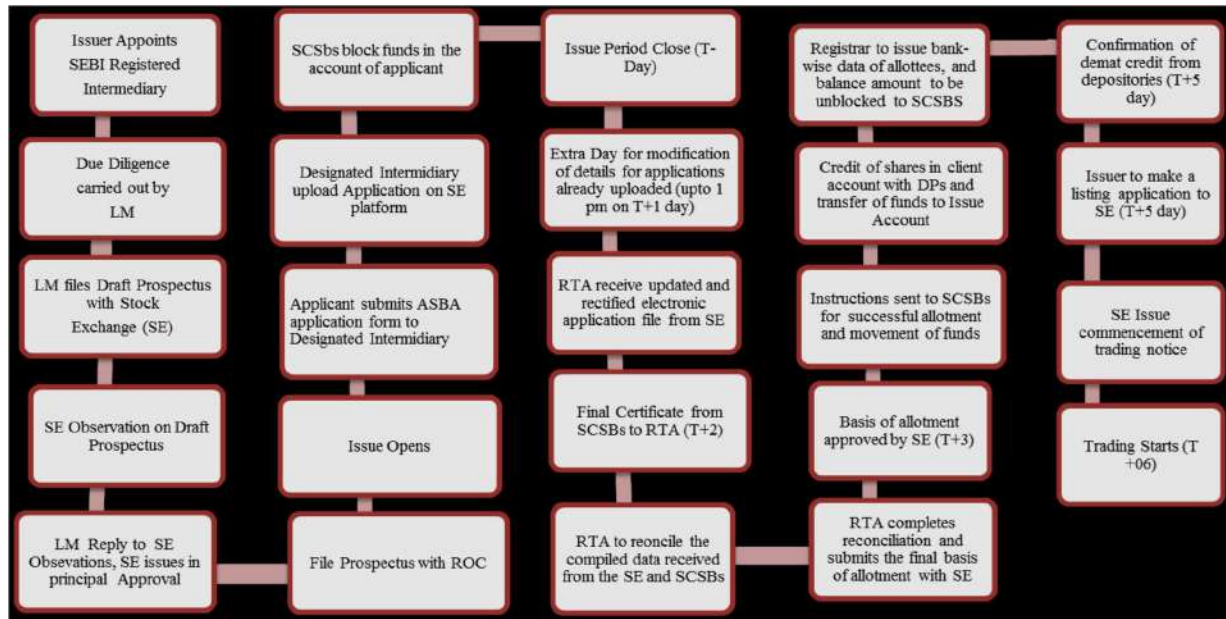 Issuer Appoints
SEBI Registered
Intermediary
Due Diligence
carried out by
LM
LM files Draft Prospectus
with Stock
Exchange (SE)
SE Observation on Draft
Prospectus
LM Reply to SE
Obsevations, SE issues in
principal Approval
File Prospectus with ROC
Issue Opens
Applicant submits ASBA
application form to
Designated Intermidiary
Designated Intermidiary
upload Application on SE
platform
SCSbs block funds in the
account of applicant
Issue Period Close (T-
Day)
Extra Day for modification
of details for applications
already uploaded (upto 1
pm on T+1 day)
RTA receive updated and
rectified electronic
application file from SE
Final Certificate from
SCSBs to RTA (T+2)
RTA to reconcile the
compiled data received
from the SE and SCSBs
RTA completes
reconciliation and
submits the final basis
of allotment with SE
Basis of allotment
approved by SE (T+3)
Instructions sent to SCSBs
for successful allotment
and movement of funds
Credit of shares in client
account with DPs and
transfer of funds to Issue
Account
Registrar to issue bank-
wise data of allottees, and
balance amount to be
unblocked to SCSBS
Confirmation of
demat credit from
depositories (T+5
day)
Issuer to make a
listing application to
SE (T+5 day)
SE Issue
commencement of
trading notice
Trading Starts (T
+06)